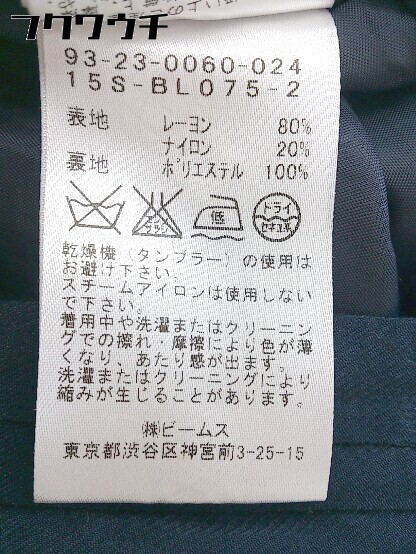 フクウクチ
93-23-0060-024
15S-BL075-2
表地 レーヨン 80%
ナイロン 20%
裏地 ポリエステル 100%
エンソサラシ 低 ドライ セキユ系
乾燥機(タンブラー)の使用は
お避け下さい。
スチームアイロンは使用しない
で下さい。
着用中や洗濯またはクリーニン
グでの擦れ・摩擦により色が薄
くなり、あたり感が出ます。
洗濯またはクリーニングにより
縮みが生じることがあります。
㈱ビームス
東京都渋谷区神宮前3-25-15